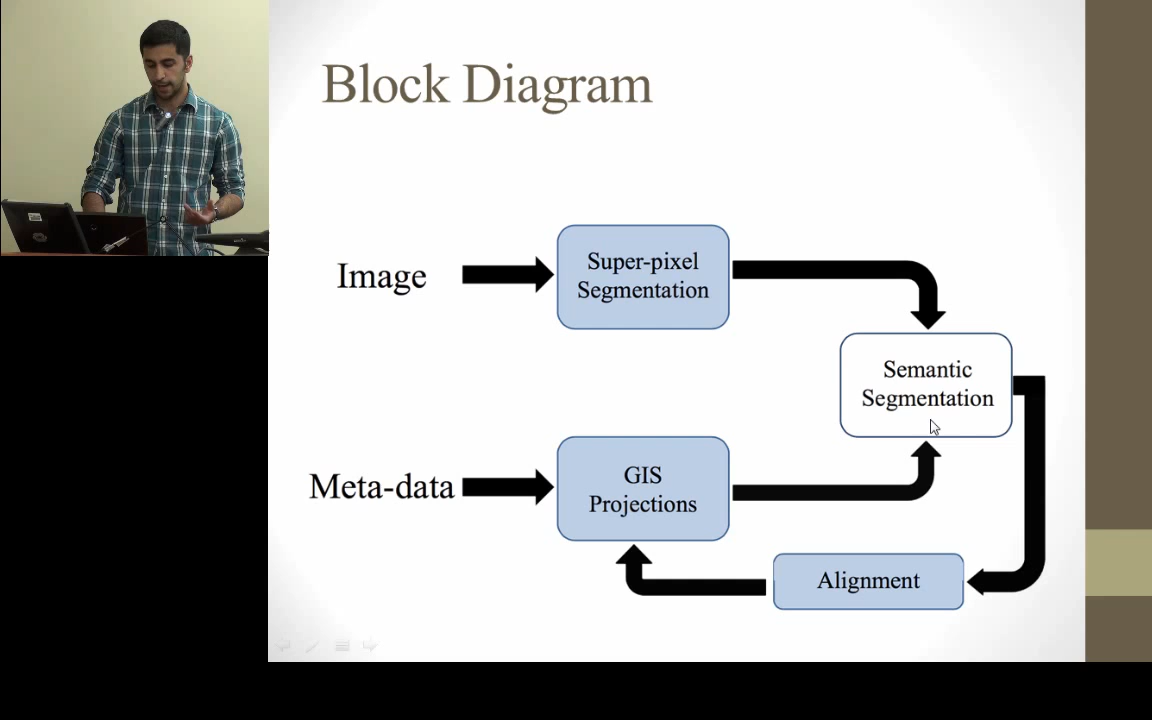 Block Diagram
Image
Super-pixel
Segmentation
Semantic
Segmentation
Meta-data
GIS
Projections
Alignment